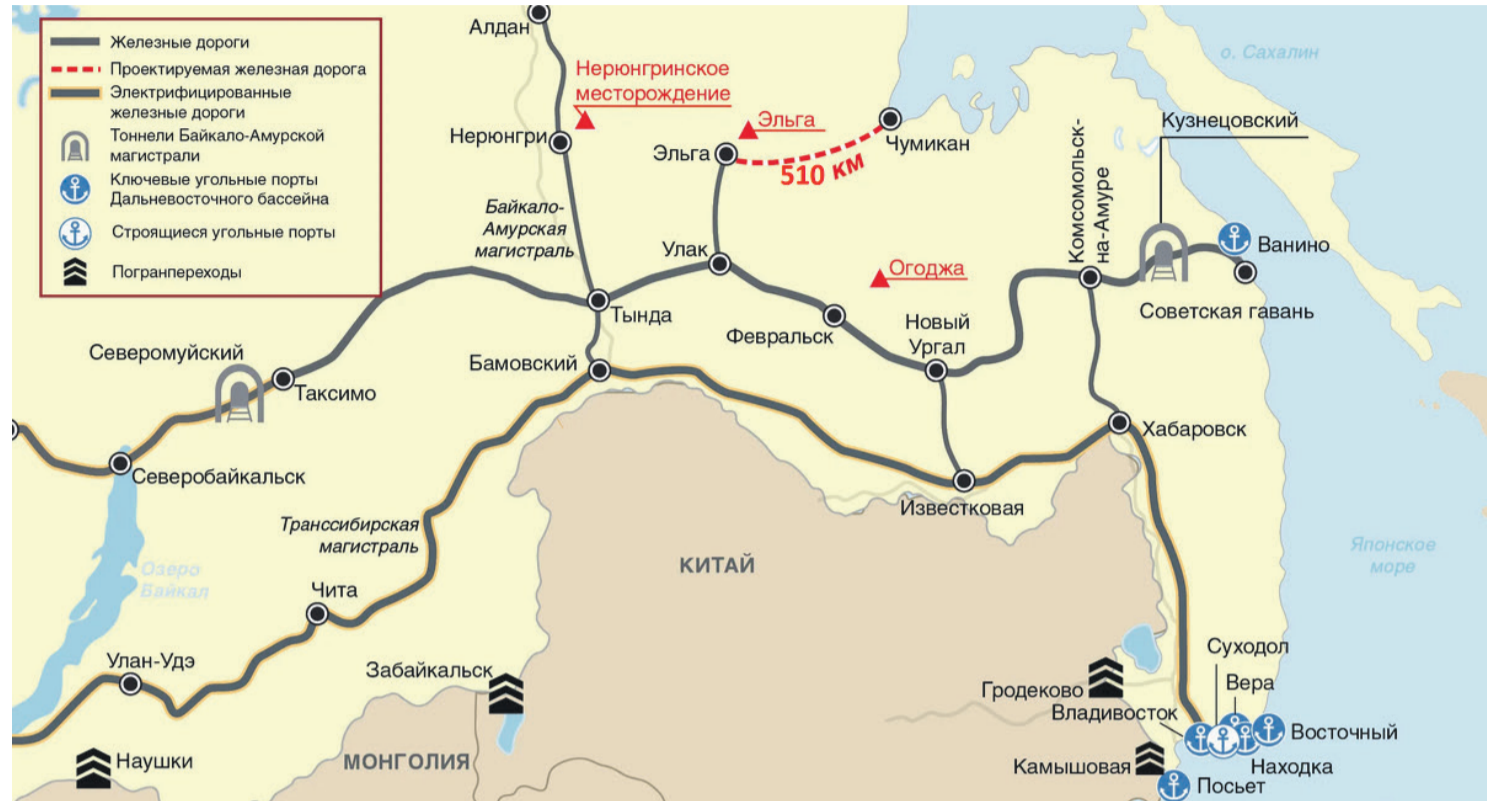 Железные дороги
Проектируемая железная дорога
Электрифицированные
железные дороги
Тоннели Байкало-Амурской
магистрали
Ключевые угольные порты
Дальневосточного бассейна
Строящиеся угольные порты
Погранпереходы
Алдан
Нерюнгринское
месторождение
Нерюнгри
Эльга
Эльга
510 км
Чумикан
о. Сахалин
Кузнецовский
Комсомольск-
на-Амуре
Байкало-
Амурская
магистраль
Улак
Огоджа
Ванино
Советская гавань
Тында
Февральск
Новый
Ургал
Северомуйский
Таксимо
Бамовский
Хабаровск
Северобайкальск
Известковая
Транссибирская
магистраль
КИТАЙ
Японское
море
Озеро
Байкал
Чита
Улан-Удэ
Забайкальск
Суходол
Гродеково
Вера
Владивосток
Восточный
Наушки
МОНГОЛИЯ
Камышовая
Находка
Посьет